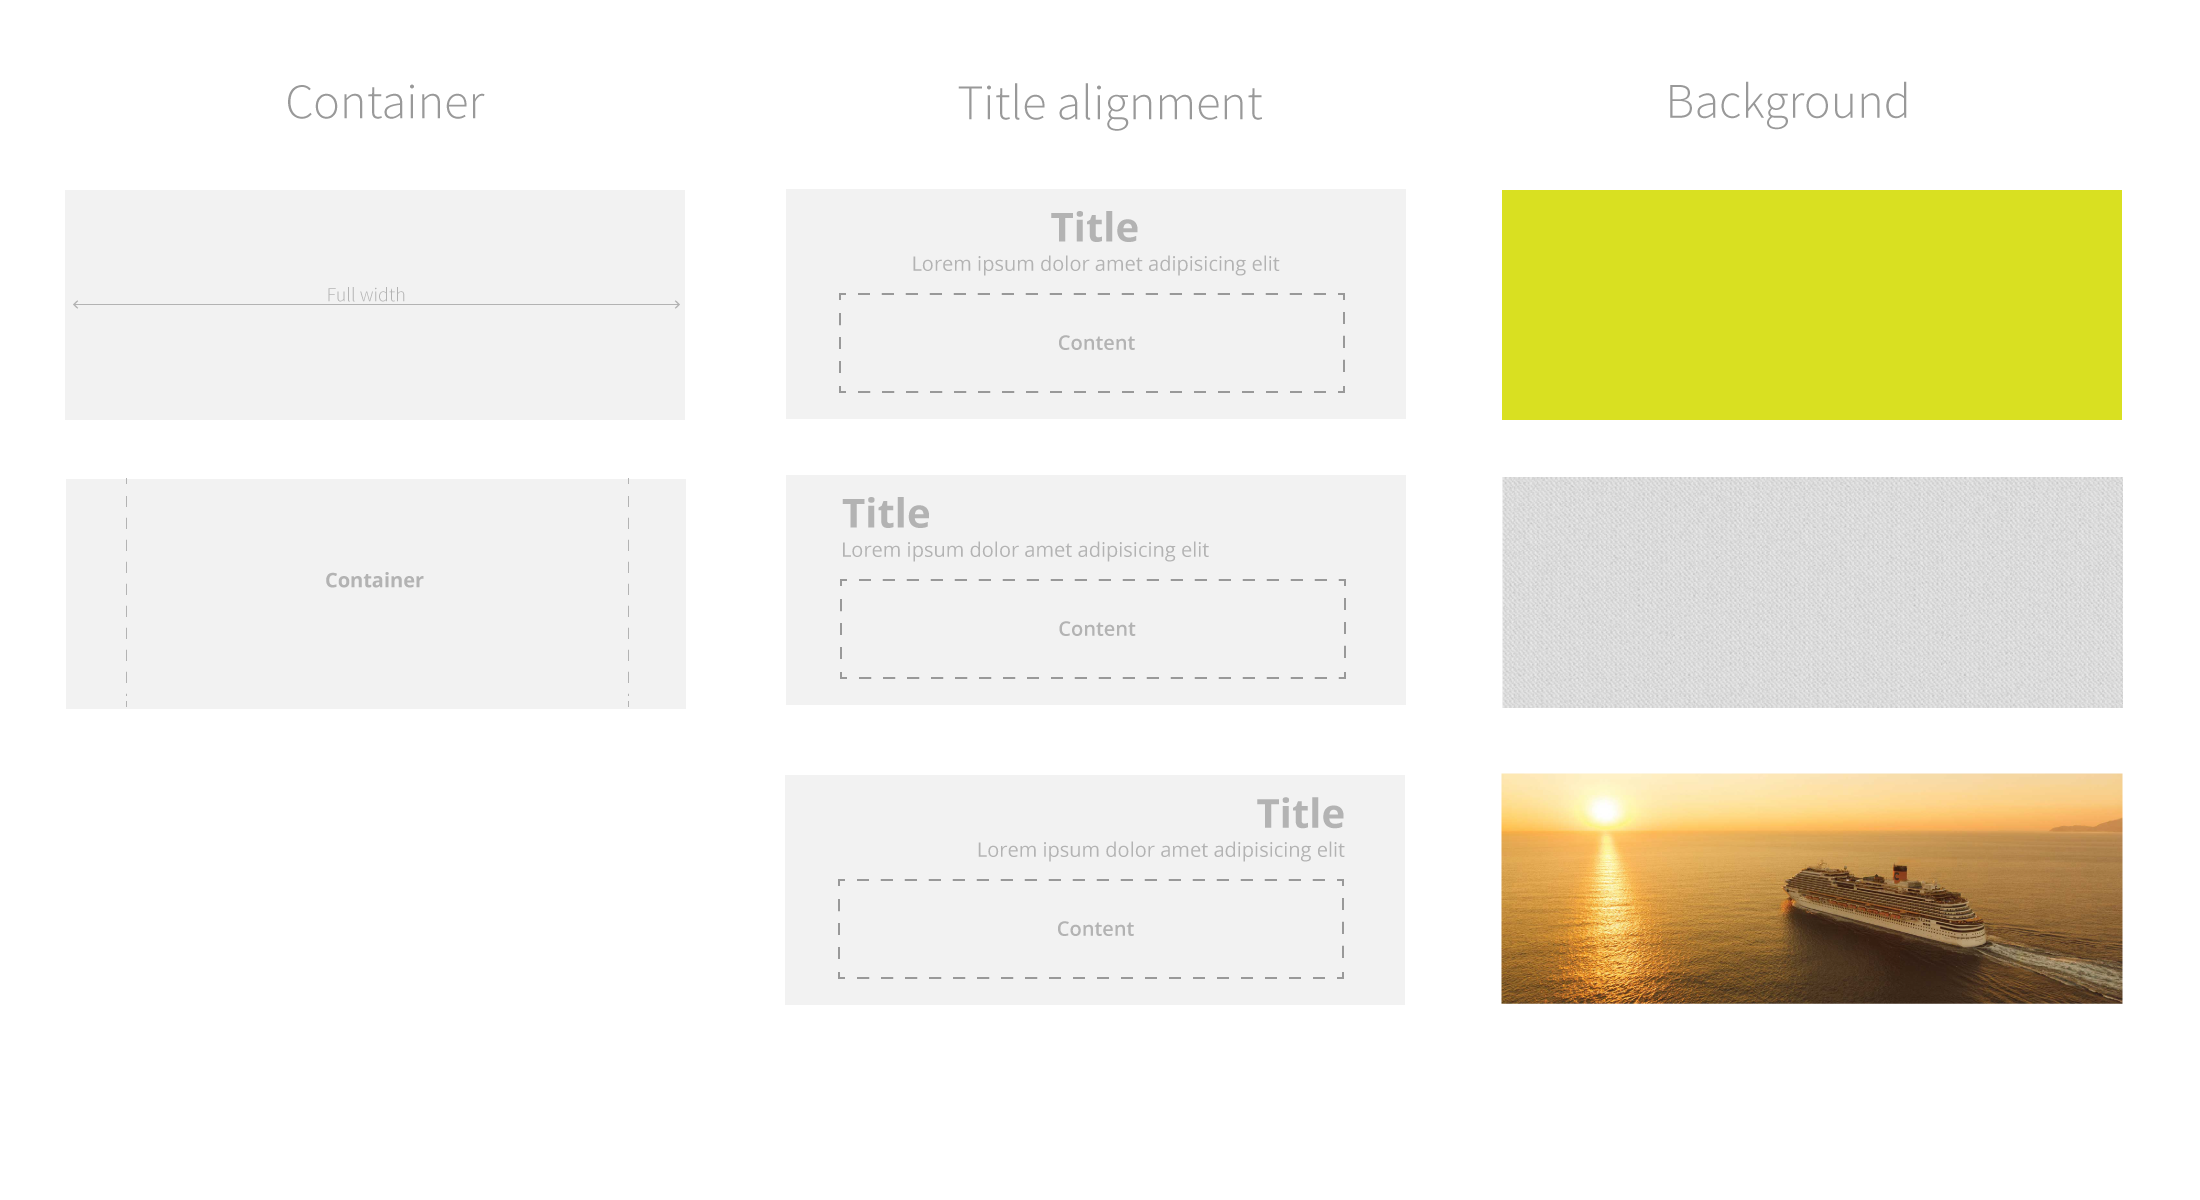 Container
Title alignment
Background
Full width
Container
Title
Lorem ipsum dolor amet adipisicing elit
Content
Title
Lorem ipsum dolor amet adipisicing elit
Content
Title
Lorem ipsum dolor amet adipisicing elit
Content